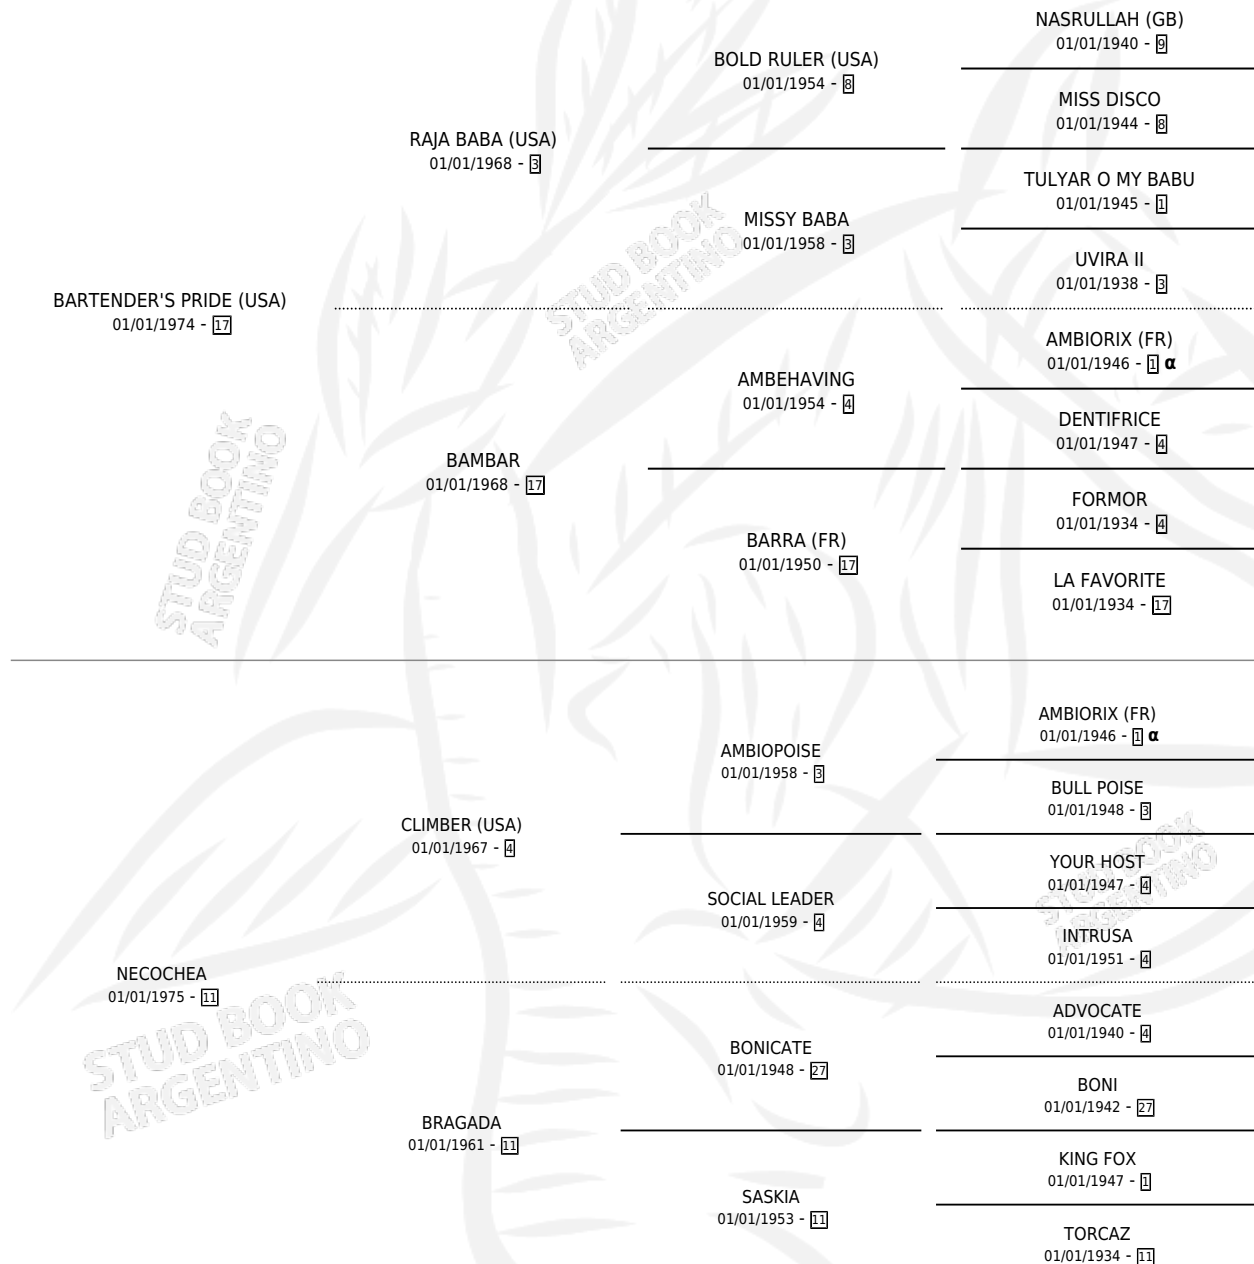 NASRULLAH (GB)
01/01/1940 - 9
BOLD RULER (USA)
01/01/1954 - 8
MISS DISCO
01/01/1944 - 8
RAJA BABA (USA)
01/01/1968 - 3
TULYAR O MY BABU
01/01/1945 - 1
MISSY BABA
01/01/1958 - 3
UVIRA II
01/01/1938 - 3
STUD BOOK
ARGENTINO
BARTENDER'S PRIDE (USA)
01/01/1974 - 17
AMBIORIX (FR)
01/01/1946 - 1 α
AMBEHAVING
01/01/1954 - 4
DENTIFRICE
01/01/1947 - 4
BAMBAR
01/01/1968 - 17
FORMOR
01/01/1934 - 4
BARRA (FR)
01/01/1950 - 17
LA FAVORITE
01/01/1934 - 17
STUD BOOK
ARGENTINO
AMBIORIX (FR)
01/01/1946 - 1 α
AMBIOPOISE
01/01/1958 - 3
BULL POISE
01/01/1948 - 3
CLIMBER (USA)
01/01/1967 - 4
YOUR HOST
01/01/1947 - 4
SOCIAL LEADER
01/01/1959 - 4
INTRUSA
01/01/1951 - 4
STUD BOOK
ARGENTINO
NECOCHEA
01/01/1975 - 11
ADVOCATE
01/01/1940 - 4
BONICATE
01/01/1948 - 27
BONI
01/01/1942 - 27
STUD BOOK
ARGENTINO
BRAGADA
01/01/1961 - 11
KING FOX
01/01/1947 - 1
SASKIA
01/01/1953 - 11
TORCAZ
01/01/1934 - 11